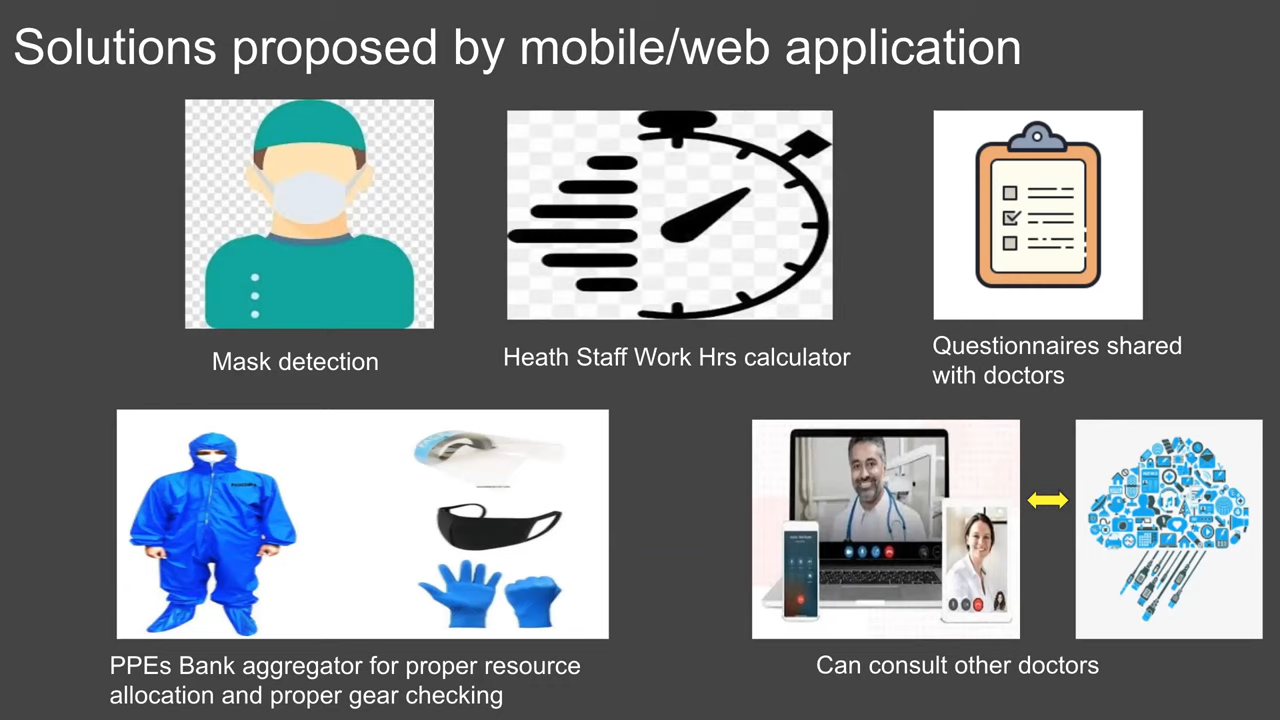 Solutions proposed by mobile/web application
Mask detection
Heath Staff Work Hrs calculator
Questionnaires shared
with doctors
PPEs Bank aggregator for proper resource
allocation and proper gear checking
Can consult other doctors